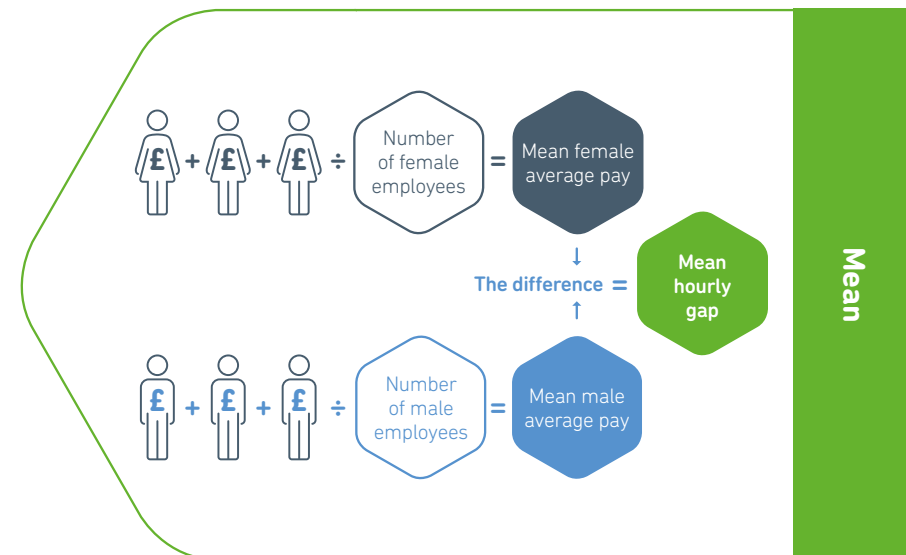 £ + £ + £ ÷
Number
of female
employees
=
Mean female
average pay
The difference =
Mean
hourly
gap
£ + £ + £ ÷
Number
of male
employees
=
Mean male
average pay
Mean